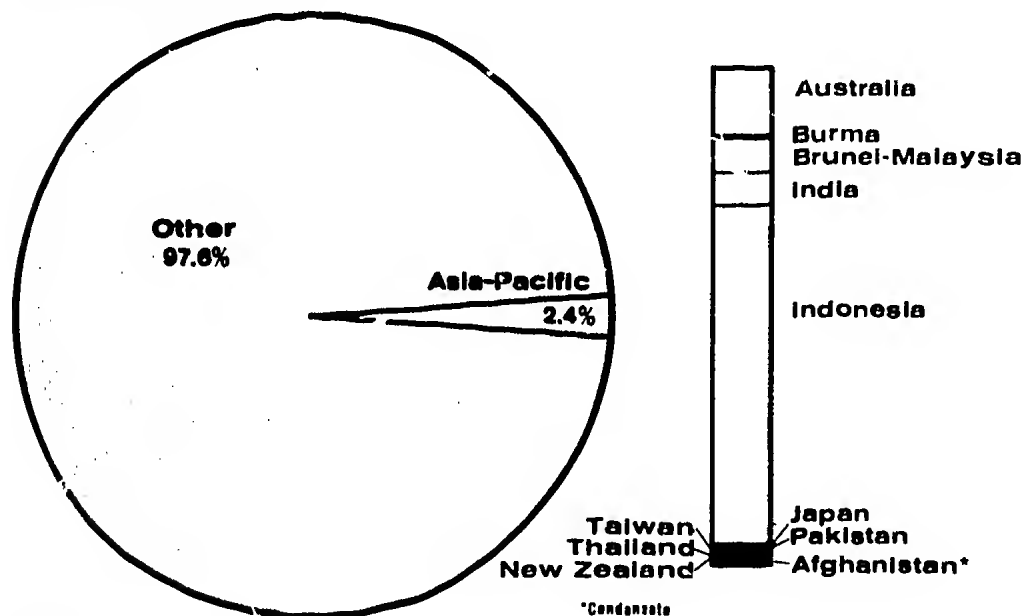 Other
97.6%
Asia-Pacific
2.4%
Australia
Burma
Brunei-Malaysia
India
Indonesia
Japan
Pakistan
Afghanistan*
Taiwan
Thailand
New Zealand
*Condensate